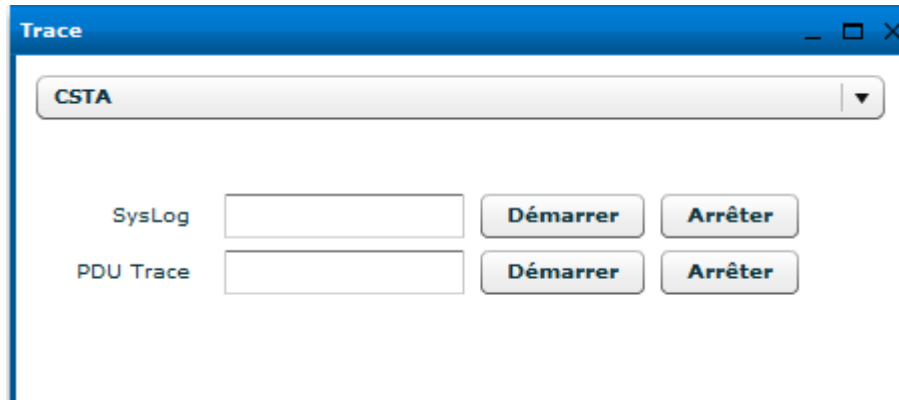 Trace
CSTA
SysLog Démarrer Arrêter
PDU Trace Démarrer Arrêter